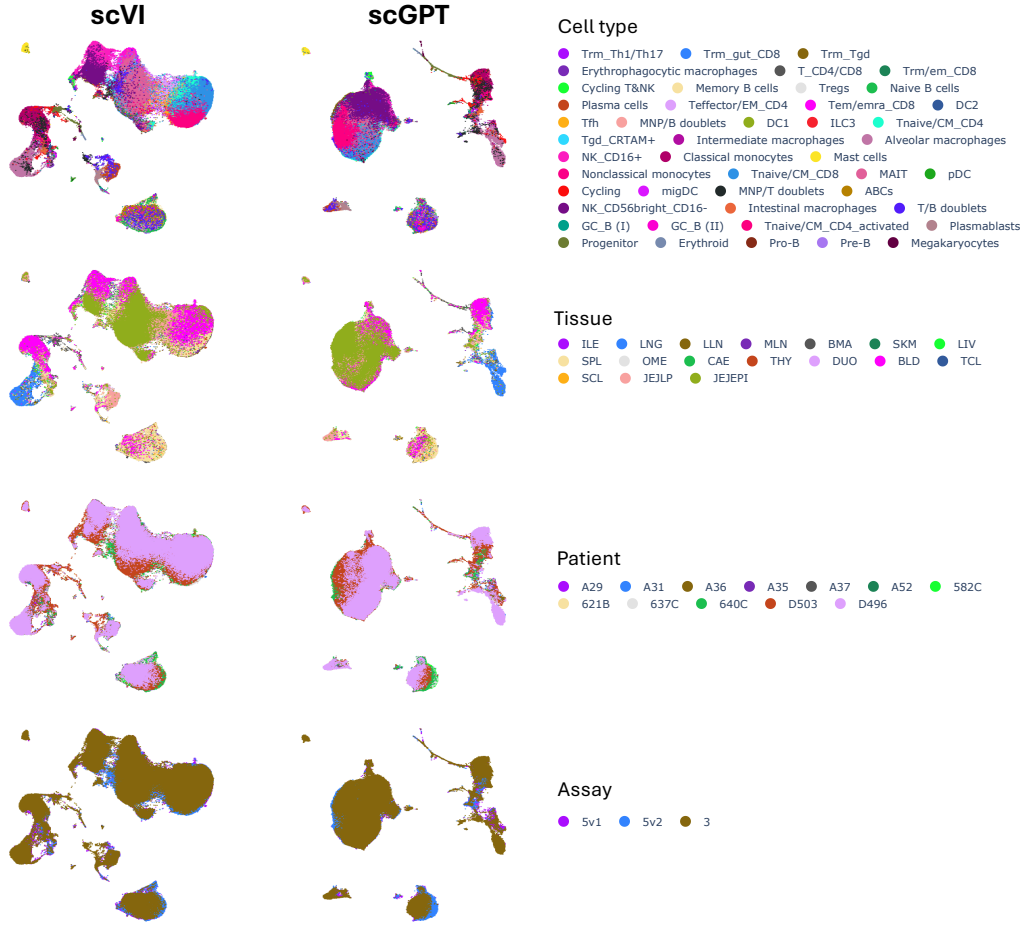 scVI scGPT
Cell type
Trm_Th1/Th17 Trm_gut_CD8 Trm_Tgd
Erythrophagocytic macrophages T_CD4/CD8 Trm/em_CD8
Cycling T&NK Memory B cells Tregs Naive B cells
Plasma cells Teffector/EM_CD4 Tem/emra_CD8 DC2
Tfh MNP/B doublets DC1 ILC3 Tnaive/CM_CD4
Tgd_CRTAM+ Intermediate macrophages Alveolar macrophages
NK_CD16+ Classical monocytes Mast cells
Nonclassical monocytes Tnaive/CM_CD8 MAIT pDC
Cycling migDC MNP/T doublets ABCs
NK_CD56bright_CD16- Intestinal macrophages T/B doublets
GC_B (I) GC_B (II) Tnaive/CM_CD4_activated Plasmablasts
Progenitor Erythroid Pro-B Pre-B Megakaryocytes
Tissue
ILE LNG LLN MLN BMA SKM LIV
SPL OME CAE THY DUO BLD TCL
SCL JEJLP JEJEPI
Patient
A29 A31 A36 A35 A37 A52 582C
621B 637C 640C D503 D496
Assay
5v1 5v2 3